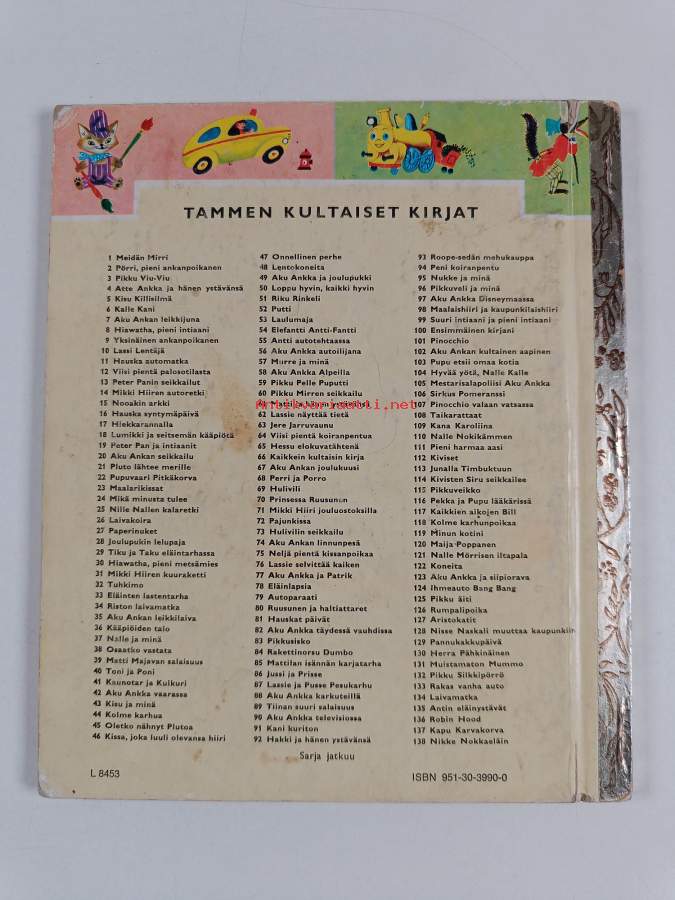 TAMMEN KULTAISET KIRJAT
1 Meidän Mirri
2 Pörri, pieni ankanpoikanen
3 Pikku Viu-Viu
4 Atte Ankka ja hänen ystävänsä
5 Kisu Killisilmä
6 Kalle Kani
7 Aku Ankan leikkijuna
8 Hiawatha, pieni intiaani
9 Yksinäinen ankanpoikanen
10 Lassi Lentäjä
11 Hauska automatka
12 Viisi pientä palosotilasta
13 Peter Panin seikkailut
14 Mikki Hiiren autoretki
15 Nooakin arkki
16 Hauska syntymäpäivä
17 Hiekkarannalla
18 Lumikki ja seitsemän kääpiötä
19 Peter Pan ja intiaanit
20 Aku Ankan seikkailu
21 Pluto lähtee merille
22 Pupuvaari Pitkäkorva
23 Maalarikissat
24 Mikä minusta tulee
25 Nille Nallen kalaretki
26 Laivakoira
27 Paperinuket
28 Joulupukin lelupaja
29 Tiku ja Taku eläintarhassa
30 Hiawatha, pieni metsämies
31 Mikki Hiiren kuuraketti
32 Tuhkimo
33 Eläinten lastentarha
34 Riston laivamatka
35 Aku Ankan leikkilaiva
36 Kääpiöiden talo
37 Nalle ja minä
38 Osaatko vastata
39 Matti Majavan salaisuus
40 Toni ja Poni
41 Kaunotar ja Kulkuri
42 Aku Ankka vaarassa
43 Kisu ja minä
44 Kolme karhua
45 Oletko nähnyt Plutoa
46 Kissa, joka luuli olevansa hiiri
47 Onnellinen perhe
48 Lentokoneita
49 Aku Ankka ja joulupukki
50 Loppu hyvin, kaikki hyvin
51 Riku Rinkeli
52 Putti
53 Laulumaja
54 Elefantti Antti-Fantti
55 Antti autotehtaassa
56 Aku Ankka autoilijana
57 Murre ja minä
58 Aku Ankka Alpeilla
59 Pikku Pelle Puputti
60 Pikku Mirren seikkailu
Antikvariaatti.net
62 Lassie näyttää tietä
63 Jere Jarruvaunu
64 Viisi pientä koiranpentua
65 Hessu elokuvatähtenä
66 Kaikkein kultaisin kirja
67 Aku Ankan joulukuusi
68 Perri ja Porro
69 Hulivili
70 Prinsessa Ruusunen
71 Mikki Hiiri jouluostoksilla
72 Pajunkissa
73 Hulivilin seikkailu
74 Aku Ankan linnunpesä
75 Neljä pientä kissanpoikaa
76 Lassie selvittää kaiken
77 Aku Ankka ja Patrik
78 Eläinlapsia
79 Autoparaati
80 Ruusunen ja haltiattaret
81 Hauskat päivät
82 Aku Ankka täydessä vauhdissa
83 Pikkusisko
84 Rakettinorsu Dumbo
85 Mattilan isännän karjatarha
86 Jussi ja Prisse
87 Lassie ja Pusse Pesukarhu
88 Aku Ankka karkuteillä
89 Tiinan suuri salaisuus
90 Aku Ankka televisiossa
91 Kani kuriton
92 Hakki ja hänen ystävänsä
93 Roope-sedän mehukauppa
94 Peni koiranpentu
95 Nukke ja minä
96 Pikkuveli ja minä
97 Aku Ankka Disneymaassa
98 Maalaishiiri ja kaupunkilaishiiri
99 Suuri intiaani ja pieni intiaani
100 Ensimmäinen kirjani
101 Pinocchio
102 Aku Ankan kultainen aapinen
103 Pupu etsii omaa kotia
104 Hyvää yötä, Nalle Kalle
105 Mestarisalapoliisi Aku Ankka
106 Sirkus Pomeranssi
107 Pinocchio valaan vatsassa
108 Taikarattaat
109 Kana Karoliina
110 Nalle Nokikämmen
111 Pieni harmaa aasi
112 Kiviset
113 Junalla Timbuktuun
114 Kivisten Siru seikkailee
115 Pikkuveikko
116 Pekka ja Pupu lääkärissä
117 Kaikkien aikojen Bill
118 Kolme karhunpoikaa
119 Minun kotini
120 Maija-Poppanen
121 Nalle Mörrisen iltapala
122 Koneita
123 Aku Ankka ja siipiorava
124 Ihmeauto Bang Bang
125 Pikku äiti
126 Rumpalipoika
127 Aristokatit
128 Nisse Naskali muuttaa kaupunkiin
129 Pannukakkupäivä
130 Herra Pähkinäinen
131 Muistamaton Mummo
132 Pikku Silkkipörrö
133 Rakas vanha auto
134 Laivamatka
135 Antin eläinystävät
136 Robin Hood
137 Kapu Karvakorva
138 Nikke Nokkaeläin
Sarja jatkuu
L 8453
ISBN 951-30-3990-0